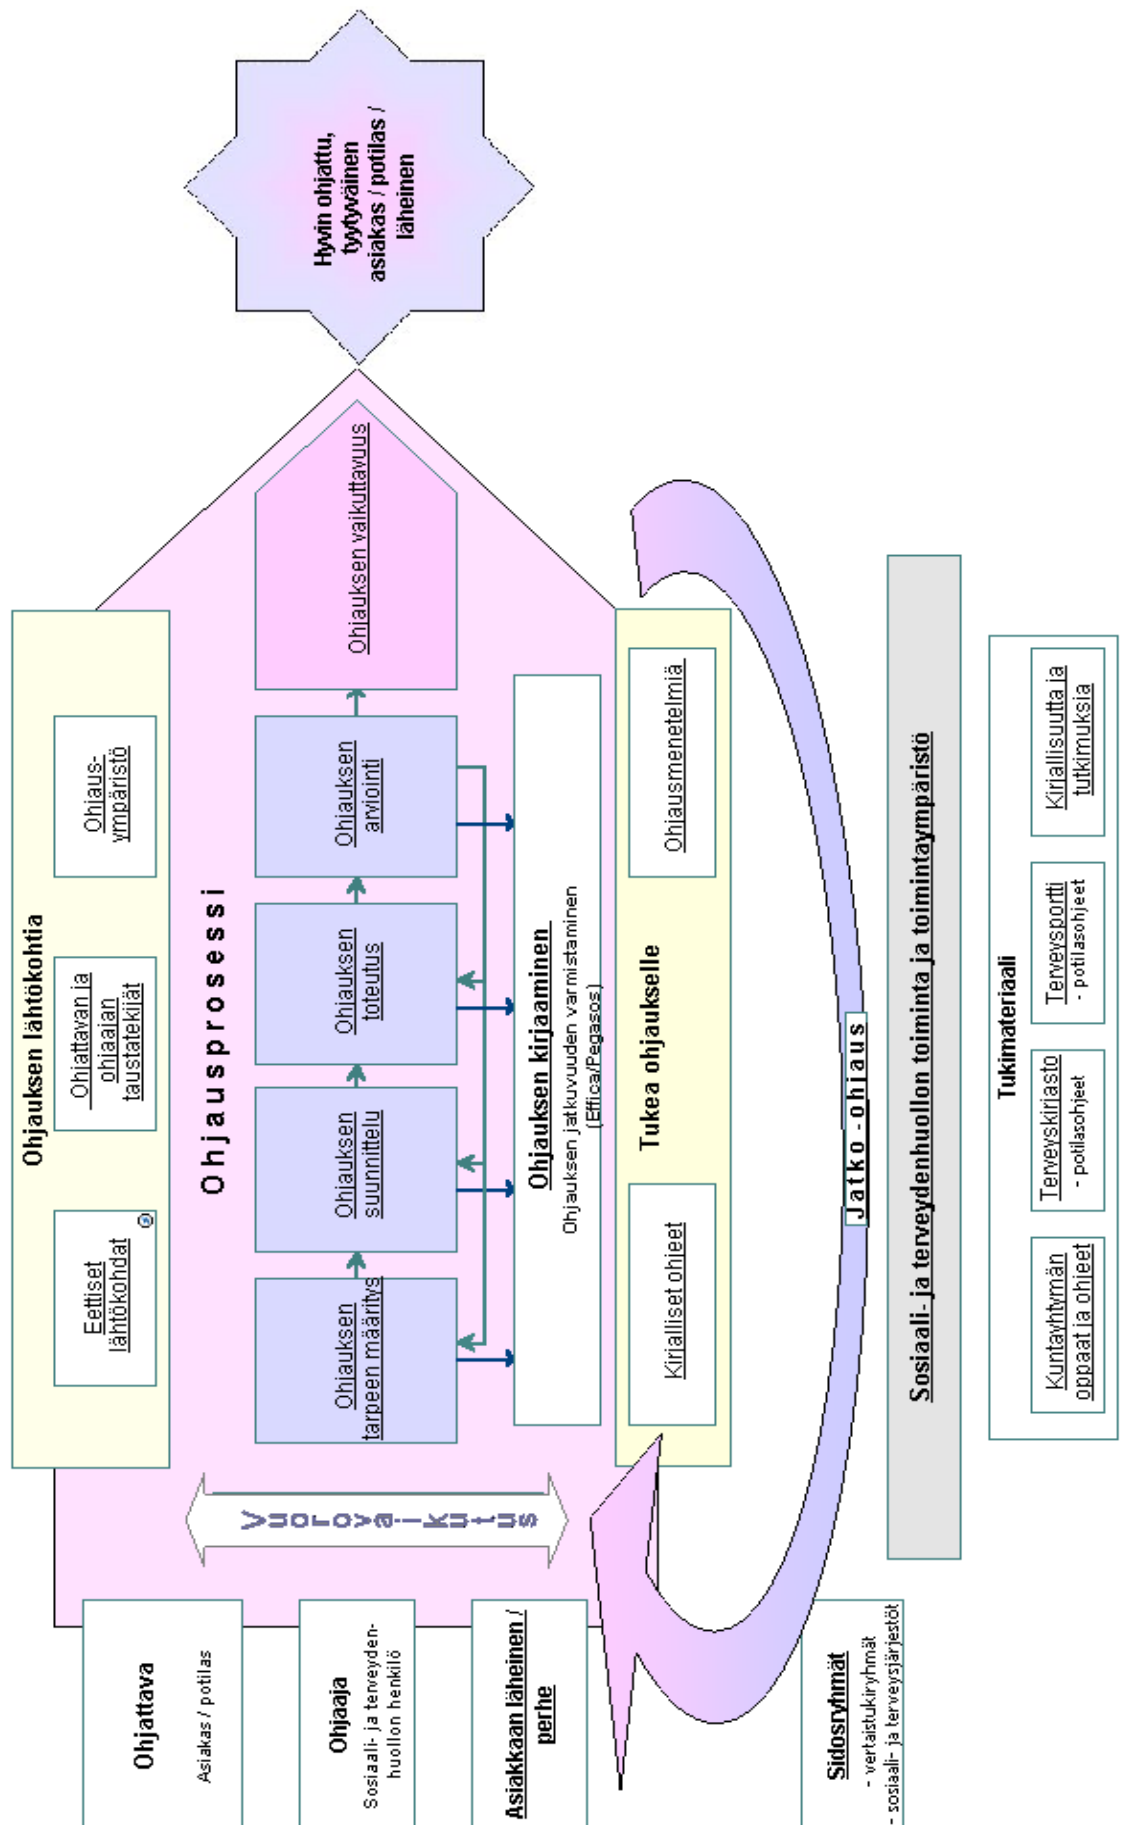 Ohjauksen lähtökohtia
Eettiset
lähtökohdat
Ohjattavan ja
ohjaajan
taustatekijät
Ohjaus-
ympäristö
Ohjattava
Asiakas / potilas
Ohjaaja
Sosiaali- ja terveyden-
huollon henkilö
Asiakkaan läheinen /
perhe
Sidosryhmät
- vertaistukiryhmät
- sosiaali- ja terveysjärjestöt
Vuorovaikutus
Ohjausprosessi
Ohjauksen
tarpeen määritys
Ohjauksen
suunnittelu
Ohjauksen
toteutus
Ohjauksen
arviointi
Ohjauksen vaikuttavuus
Hyvin ohjattu,
tyytyväinen
asiakas / potilas /
läheinen
Ohjauksen kirjaaminen
Ohjauksen jatkuvuuden varmistaminen
(Effica/Pegasos)
Tukea ohjaukselle
Kirjalliset ohjeet
Ohjausmenetelmiä
Jatko -ohjaus
Sosiaali- ja terveydenhuollon toiminta ja toimintaympäristö
Tukimateriaali
Kuntayhtymän
oppaat ja ohjeet
Terveyskirjasto
- potilasohjeet
Terveysportti
- potilasohjeet
Kirjallisuutta ja
tutkimuksia